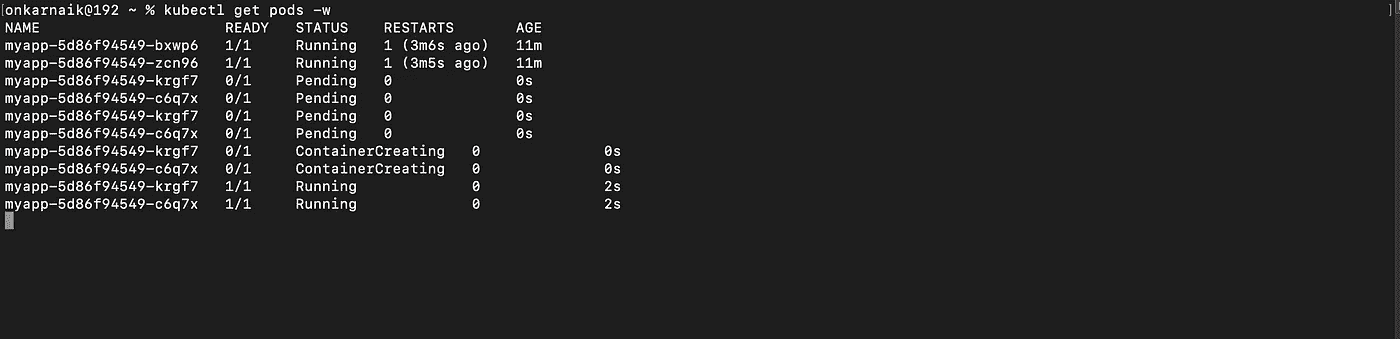 [onkarnaik@192 ~ % kubectl get pods -w ]
NAME READY STATUS RESTARTS AGE
myapp-5d86f94549-bxwp6 1/1 Running 1 (3m6s ago) 11m
myapp-5d86f94549-zcn96 1/1 Running 1 (3m5s ago) 11m
myapp-5d86f94549-krgf7 0/1 Pending 0 0s
myapp-5d86f94549-c6q7x 0/1 Pending 0 0s
myapp-5d86f94549-krgf7 0/1 Pending 0 0s
myapp-5d86f94549-c6q7x 0/1 Pending 0 0s
myapp-5d86f94549-krgf7 0/1 ContainerCreating 0 0s
myapp-5d86f94549-c6q7x 0/1 ContainerCreating 0 0s
myapp-5d86f94549-krgf7 1/1 Running 0 2s
myapp-5d86f94549-c6q7x 1/1 Running 0 2s